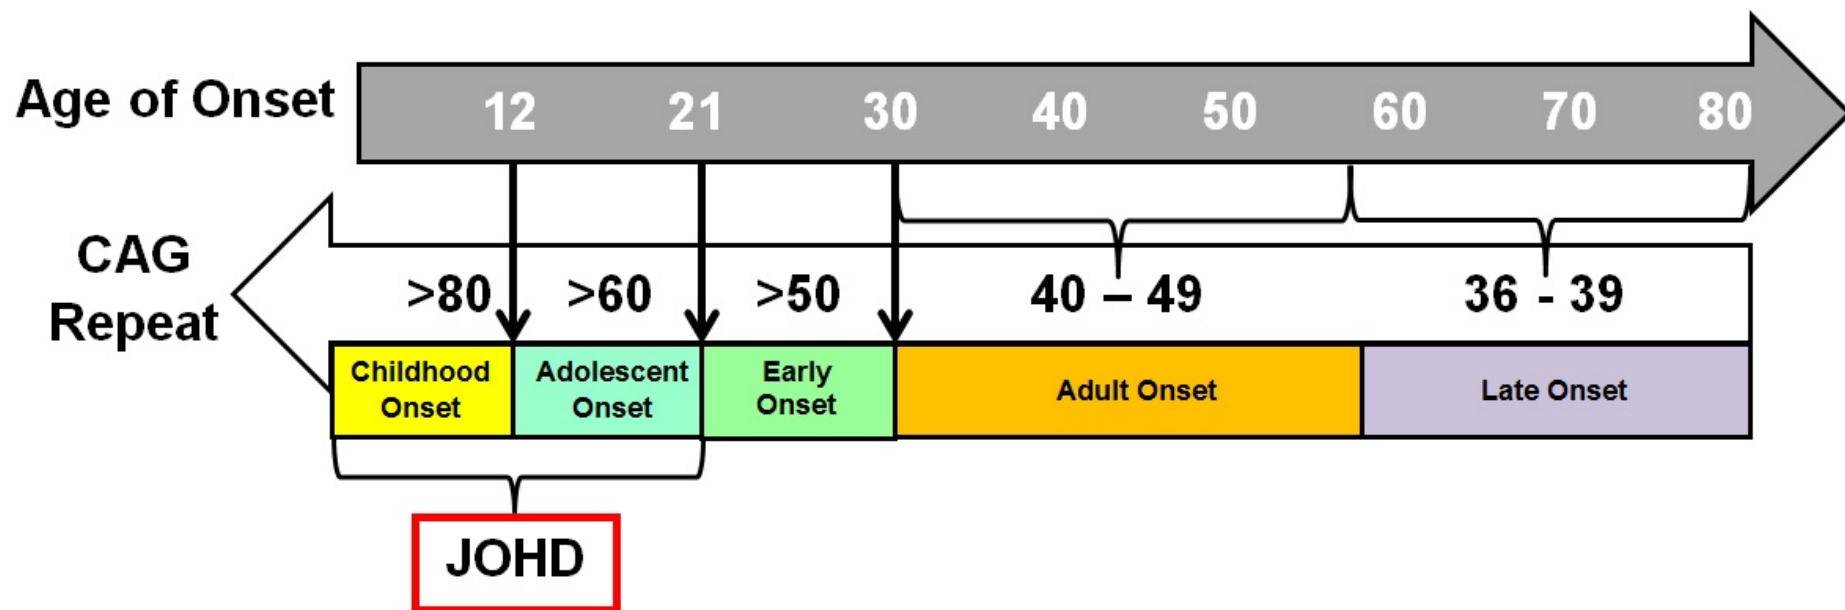 Age of Onset 12 21 30 40 50 60 70 80
CAG
Repeat
>80 >60 >50 40 – 49 36 - 39
Childhood
Onset
Adolescent
Onset
Early
Onset
Adult Onset
Late Onset
JOHD